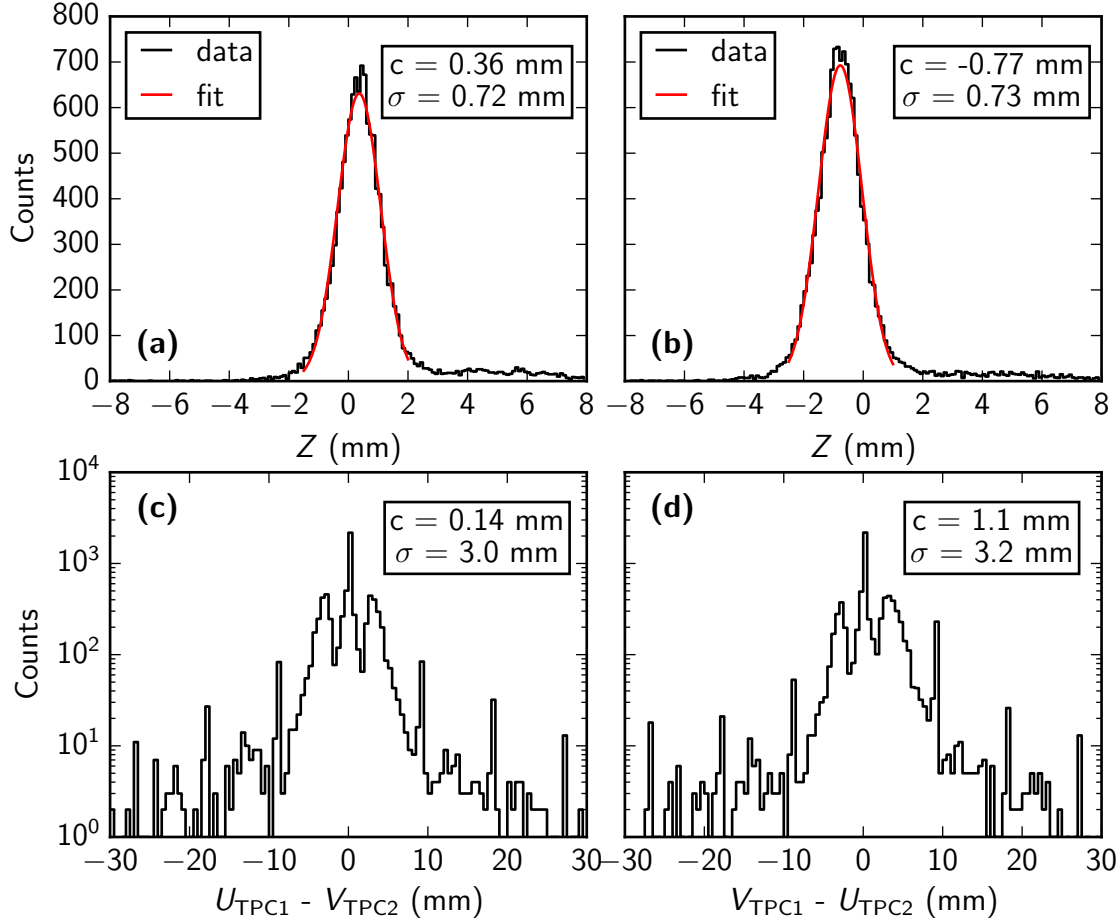 800
700
600
500
400
300
200
100
0
Counts
data
fit
c = 0.36 mm
σ = 0.72 mm
(a)
−8 −6 −4 −2 0 2 4 6 8
Z (mm)
data
fit
c = -0.77 mm
σ = 0.73 mm
(b)
−8 −6 −4 −2 0 2 4 6 8
Z (mm)
10⁴
10³
10²
10¹
10⁰
Counts
(c)
c = 0.14 mm
σ = 3.0 mm
−30 −20 −10 0 10 20 30
U_TPC1 - V_TPC2 (mm)
(d)
c = 1.1 mm
σ = 3.2 mm
−30 −20 −10 0 10 20 30
V_TPC1 - U_TPC2 (mm)